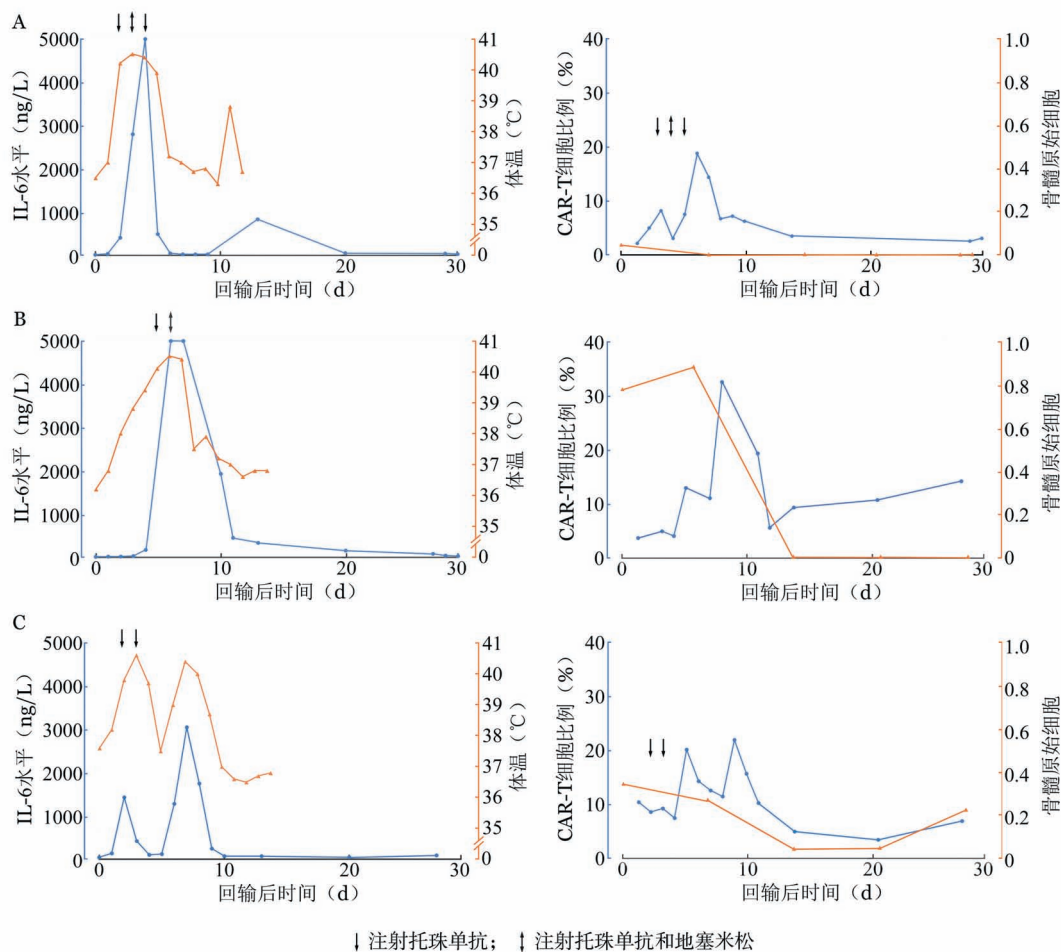 A
5000
4000
3000
2000
1000
0
IL-6水平（ng/L）
41
40
39
38
37
36
35
0
体温（℃）
0 10 20 30
回输后时间（d）
40
30
20
10
0
CAR-T细胞比例（%）
1.0
0.8
0.6
0.4
0.2
0
骨髓原始细胞
0 10 20 30
回输后时间（d）
B
5000
4000
3000
2000
1000
0
IL-6水平（ng/L）
41
40
39
38
37
36
35
0
体温（℃）
0 10 20 30
回输后时间（d）
40
30
20
10
0
CAR-T细胞比例（%）
1.0
0.8
0.6
0.4
0.2
0
骨髓原始细胞
0 10 20 30
回输后时间（d）
C
5000
4000
3000
2000
1000
0
IL-6水平（ng/L）
41
40
39
38
37
36
35
0
体温（℃）
0 10 20 30
回输后时间（d）
40
30
20
10
0
CAR-T细胞比例（%）
1.0
0.8
0.6
0.4
0.2
0
骨髓原始细胞
0 10 20 30
回输后时间（d）
↓ 注射托珠单抗； ↕ 注射托珠单抗和地塞米松